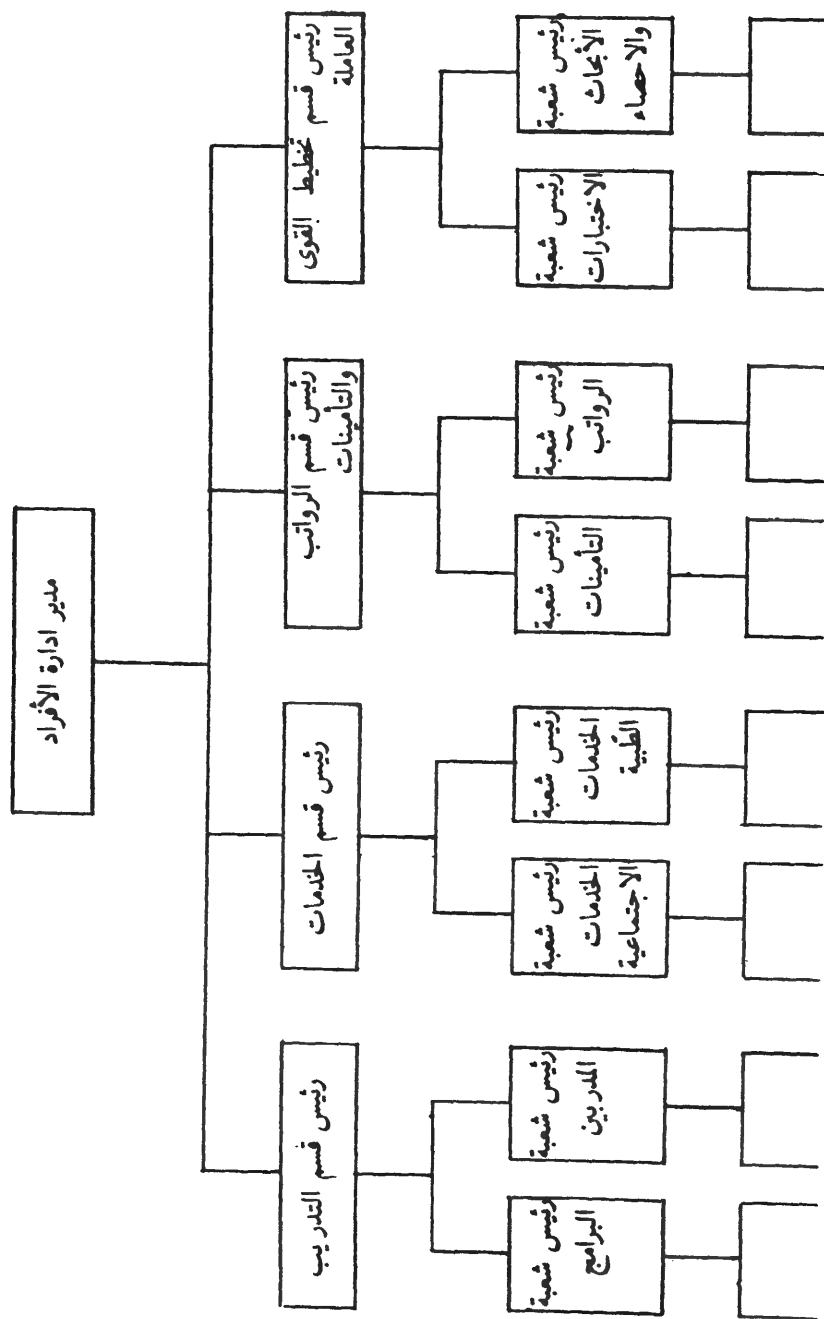 مدير ادارة الأفراد
رئيس قسم تخطيط القوى
العاملة
رئيس قسم الرواتب
والتأمينات
رئيس قسم الخدمات
رئيس قسم التدريب
رئيس شعبة
الأبحاث
والاحصاء
رئيس شعبة
الاختبارات
رئيس شعبة
الرواتب
رئيس شعبة
التأمينات
رئيس شعبة
الخدمات
الطبية
رئيس شعبة
الخدمات
الاجتماعية
رئيس شعبة
المدربين
رئيس شعبة
البرامج